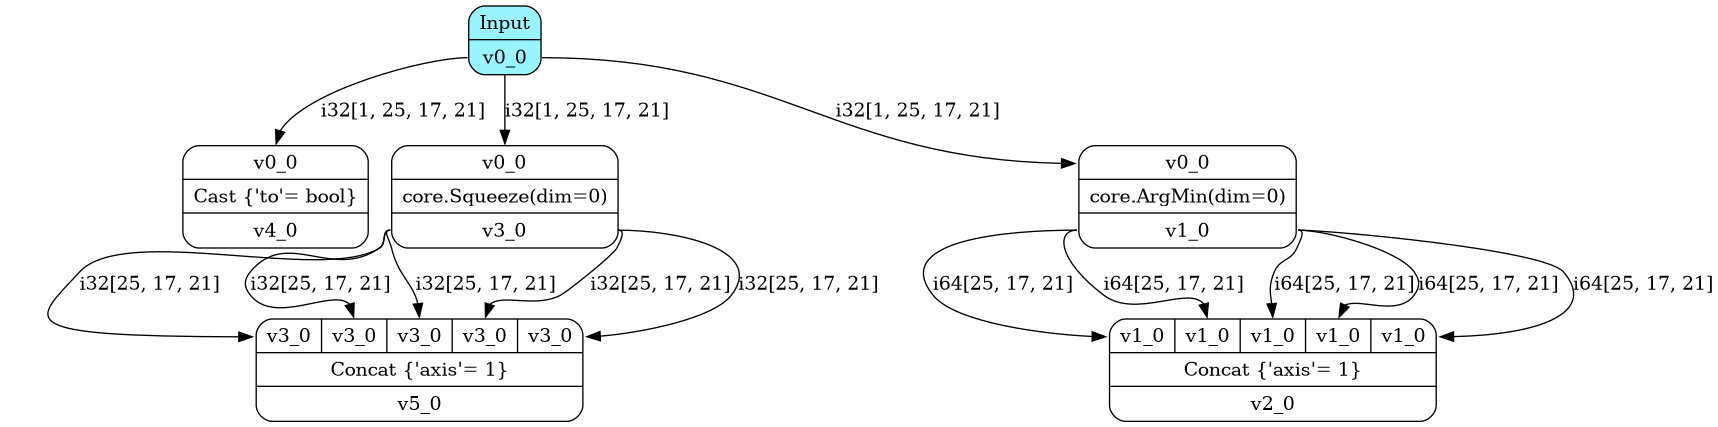 Input
v0_0
i32[1, 25, 17, 21]
i32[1, 25, 17, 21]
i32[1, 25, 17, 21]
v0_0
Cast {'to'= bool}
v4_0
v0_0
core.Squeeze(dim=0)
v3_0
v0_0
core.ArgMin(dim=0)
v1_0
i32[25, 17, 21]
i32[25, 17, 21]
i32[25, 17, 21]
i32[25, 17, 21]
i32[25, 17, 21]
i64[25, 17, 21]
i64[25, 17, 21]
i64[25, 17, 21]
i64[25, 17, 21]
i64[25, 17, 21]
v3_0 v3_0 v3_0 v3_0 v3_0
Concat {'axis'= 1}
v5_0
v1_0 v1_0 v1_0 v1_0 v1_0
Concat {'axis'= 1}
v2_0